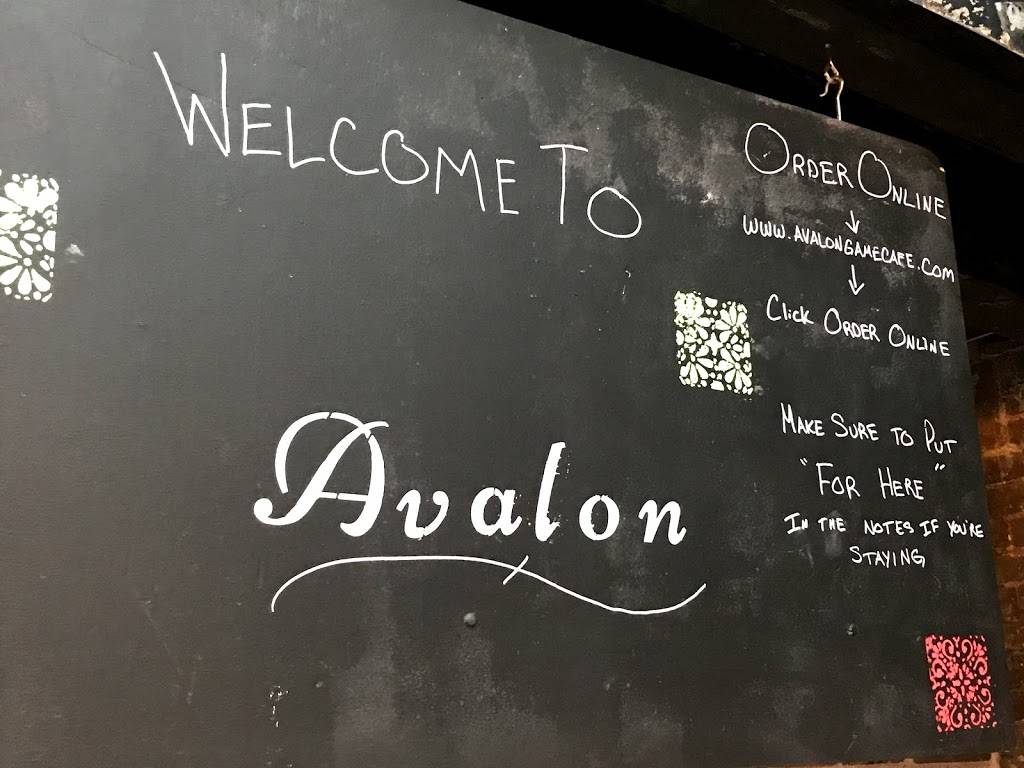 WELCOME TO
Avalon
ORDER ONLINE
WWW.AVALONGAMECAFE.COM
Click ORDER ONLINE
MAKE SURE TO PUT
"FOR HERE"
IN THE NOTES IF YOU'RE
STAYING